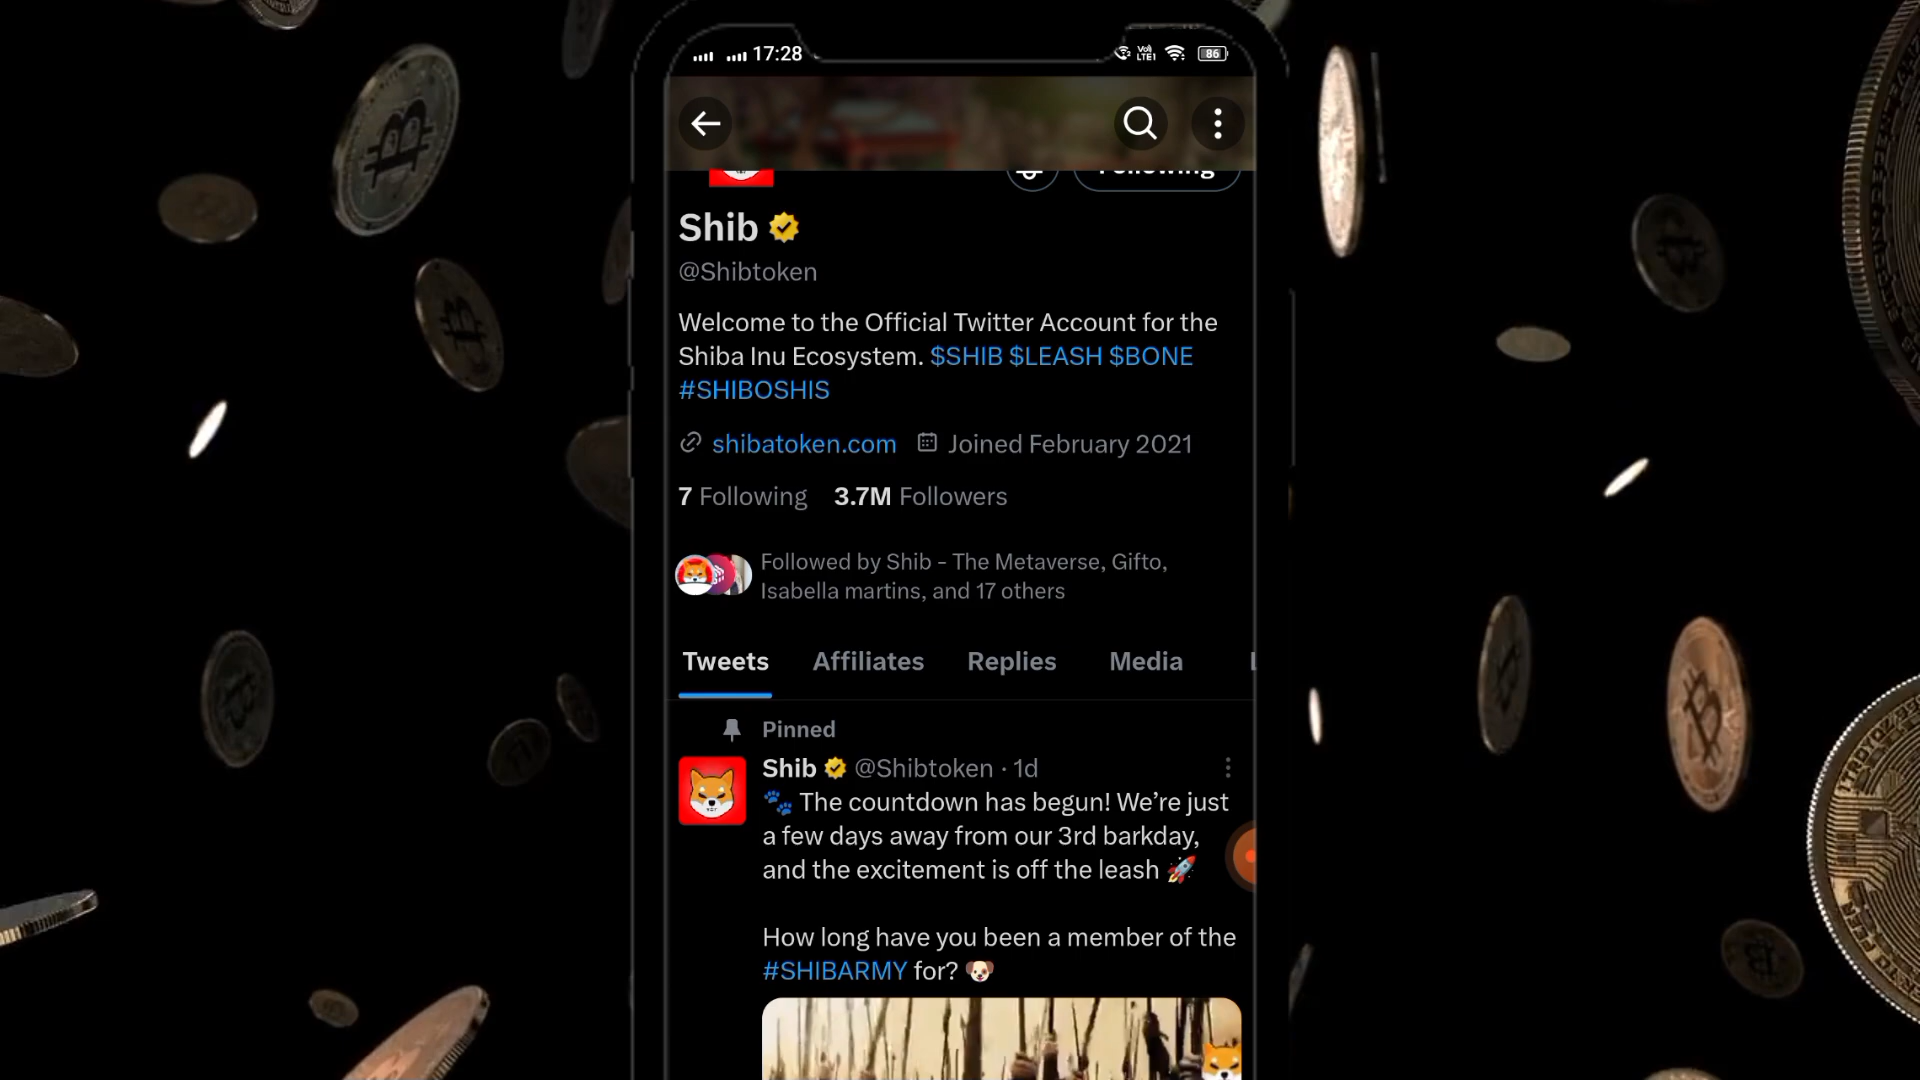 17:28
Vo)
LTE1
86
Following
Shib
@Shibtoken
Welcome to the Official Twitter Account for the
Shiba Inu Ecosystem. $SHIB $LEASH $BONE
#SHIBOSHIS
shibatoken.com Joined February 2021
7 Following 3.7M Followers
Followed by Shib - The Metaverse, Gifto,
Isabella martins, and 17 others
Tweets Affiliates Replies Media
Pinned
Shib @Shibtoken · 1d
🐾 The countdown has begun! We’re just
a few days away from our 3rd barkday,
and the excitement is off the leash 🚀
How long have you been a member of the
#SHIBARMY for? 🐶